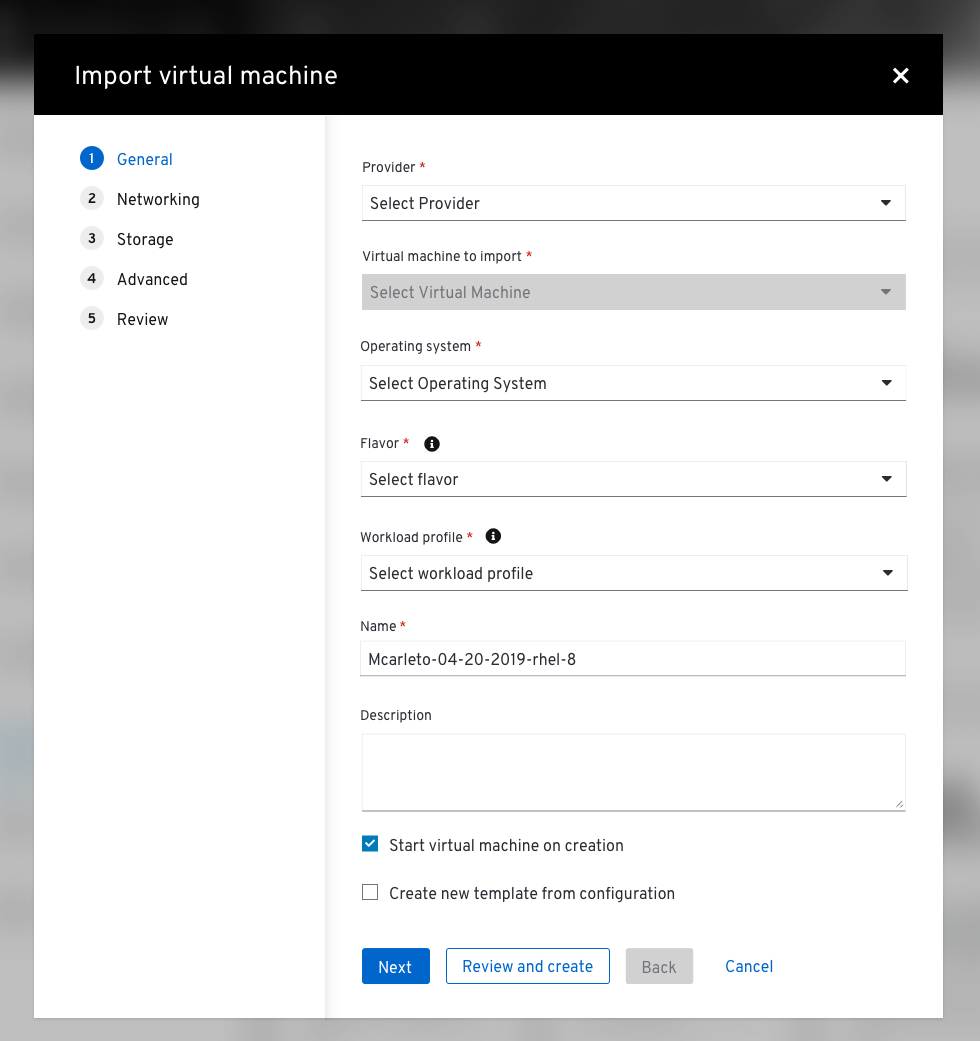 Import virtual machine
1 General
2 Networking
3 Storage
4 Advanced
5 Review
Provider *
Select Provider
Virtual machine to import *
Select Virtual Machine
Operating system *
Select Operating System
Flavor *
Select flavor
Workload profile *
Select workload profile
Name *
Mcarleto-04-20-2019-rhel-8
Description
Start virtual machine on creation
Create new template from configuration
Next Review and create Back Cancel